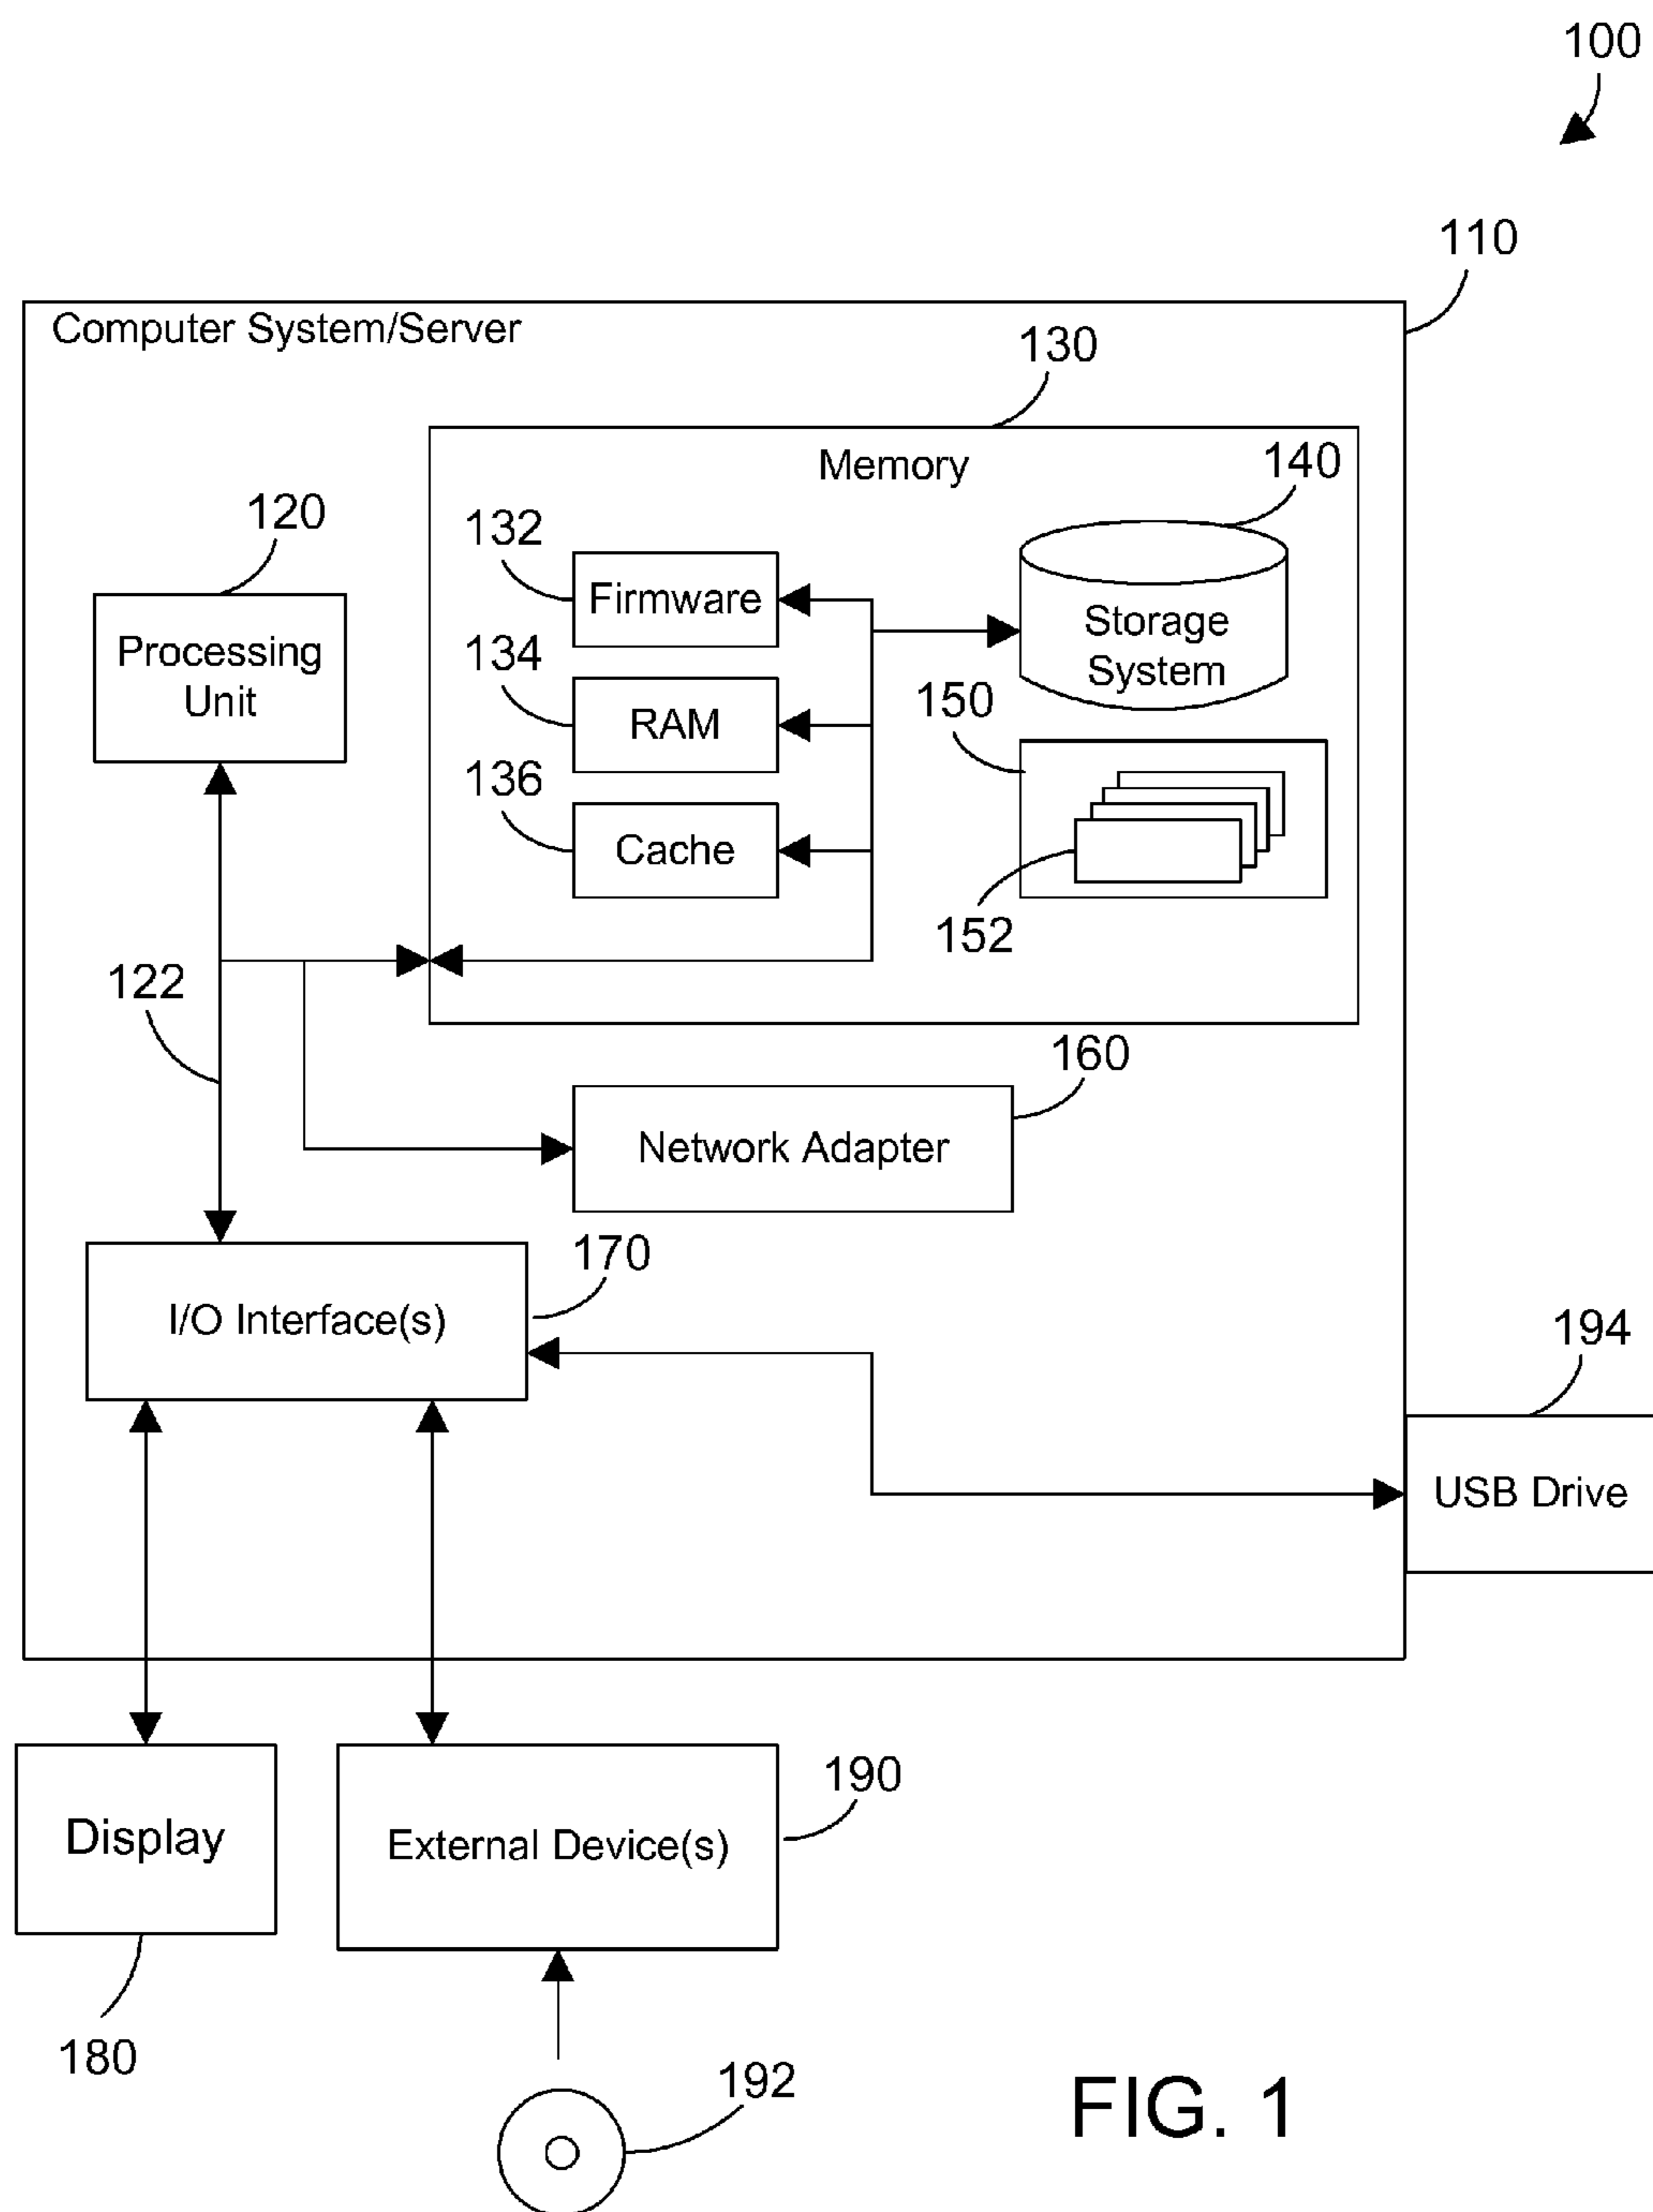 100
110
Computer System/Server
130
Memory
140
120
132
Firmware
Processing
Unit
Storage
System
134
RAM
150
136
Cache
152
122
160
Network Adapter
170
I/O Interface(s)
194
USB Drive
190
Display
External Device(s)
180
192
FIG. 1